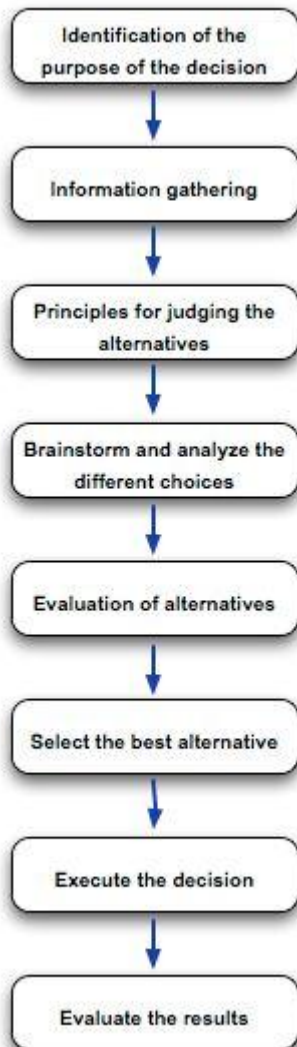 Identification of the
purpose of the decision
Information gathering
Principles for judging the
alternatives
Brainstorm and analyze the
different choices
Evaluation of alternatives
Select the best alternative
Execute the decision
Evaluate the results